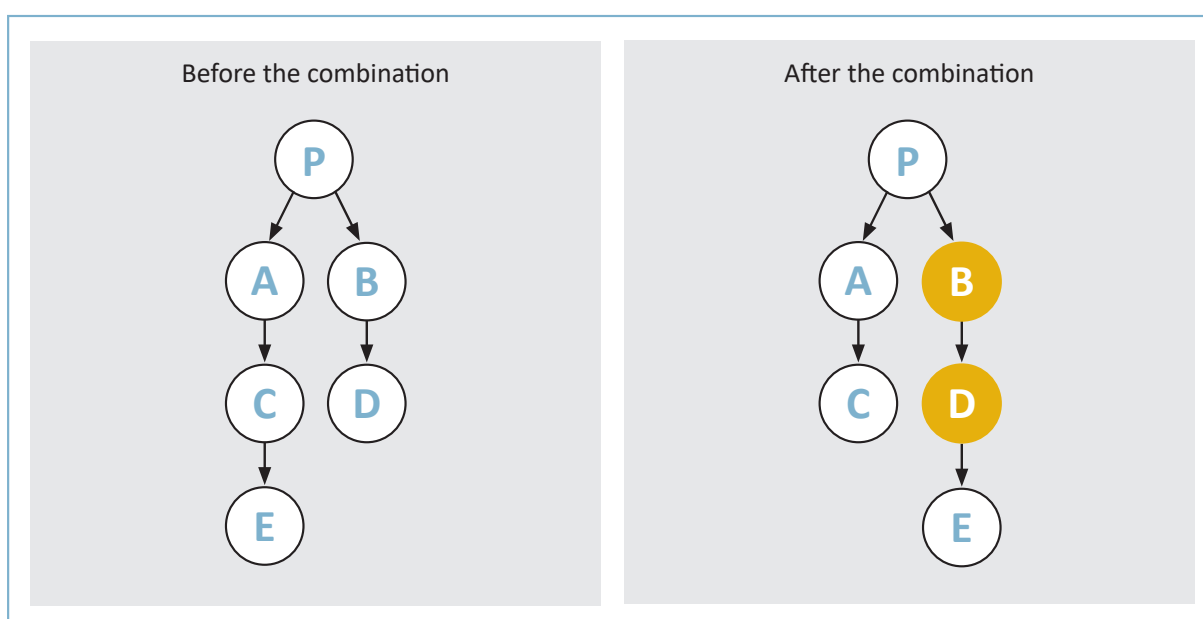 Before the combination
P
A B
C D
E
After the combination
P
A B
C D
E